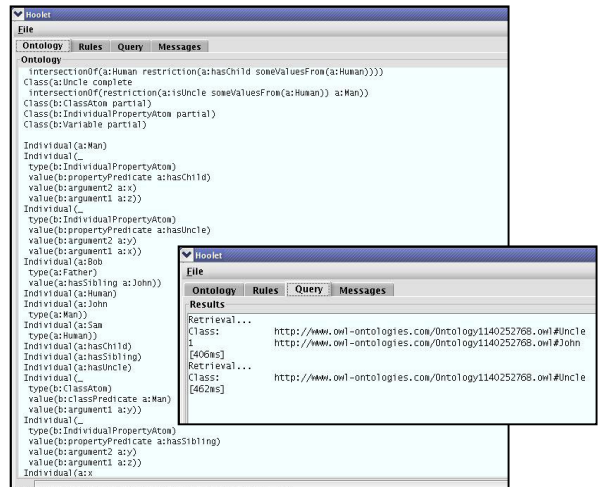 Hoolet
File
Ontology Rules Query Messages
Ontology
intersectionOf(a:Human restriction(a:hasChild someValuesFrom(a:Human))))
Class(a:Uncle complete
intersectionOf(restriction(a:isUncle someValuesFrom(a:Human)) a:Man))
Class(b:ClassAtom partial)
Class(b:IndividualPropertyAtom partial)
Class(b:Variable partial)
Individual(a:Man)
Individual(_
type(b:IndividualPropertyAtom)
value(b:propertyPredicate a:hasChild)
value(b:argument2 a:x)
value(b:argument1 a:z))
Individual(_
type(b:IndividualPropertyAtom)
value(b:propertyPredicate a:hasUncle)
value(b:argument2 a:y)
value(b:argument1 a:x))
Individual(a:Bob
type(a:Father)
value(a:hasSibling a:John))
Individual(a:Human)
Individual(a:John
type(a:Man))
Individual(a:Sam
type(a:Human))
Individual(a:hasChild)
Individual(a:hasSibling)
Individual(a:hasUncle)
Individual(_
type(b:ClassAtom)
value(b:classPredicate a:Man)
value(b:argument1 a:y))
Individual(_
type(b:IndividualPropertyAtom)
value(b:propertyPredicate a:hasSibling)
value(b:argument2 a:y)
value(b:argument1 a:z))
Individual(a:x
Hoolet
File
Ontology Rules Query Messages
Results
Retrieval...
Class: http://www.owl-ontologies.com/Ontology1140252768.owl#Uncle
1 http://www.owl-ontologies.com/Ontology1140252768.owl#John
[406ms]
Retrieval...
Class: http://www.owl-ontologies.com/Ontology1140252768.owl#Uncle
[462ms]